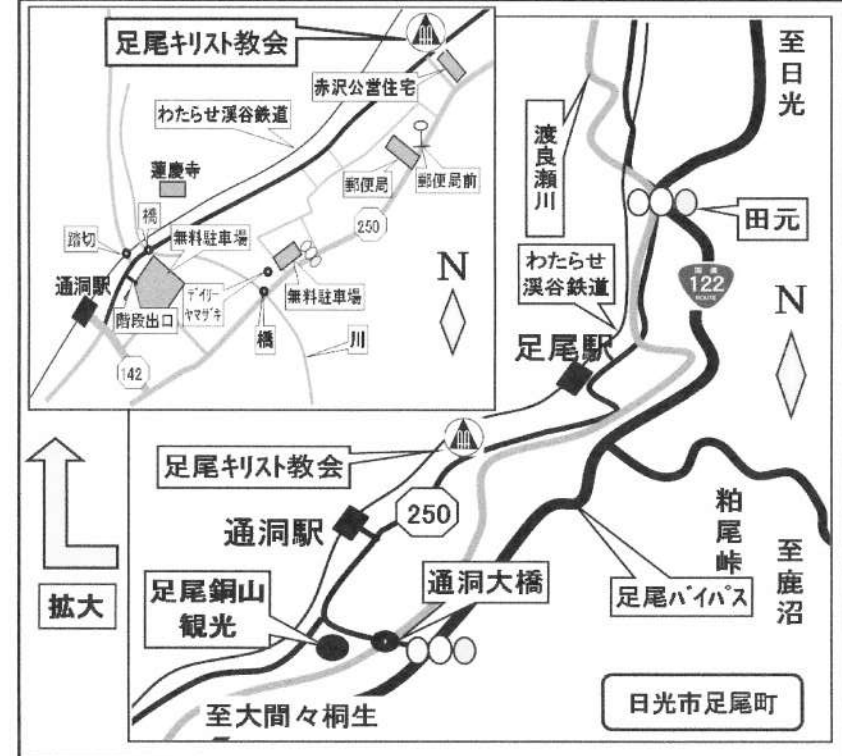 足尾キリスト教会
赤沢公営住宅
わたらせ渓谷鉄道
蓮慶寺
郵便局
郵便局前
橋
踏切
無料駐車場
250
通洞駅
デイリー
ヤマザキ
無料駐車場
階段出口
橋
川
142
N
至日光
渡良瀬川
田元
わたらせ
渓谷鉄道
国道
122
ROUTE
N
足尾駅
足尾キリスト教会
250
通洞駅
粕尾峠
至鹿沼
拡大
足尾銅山
観光
通洞大橋
足尾バイパス
至大間々桐生
日光市足尾町